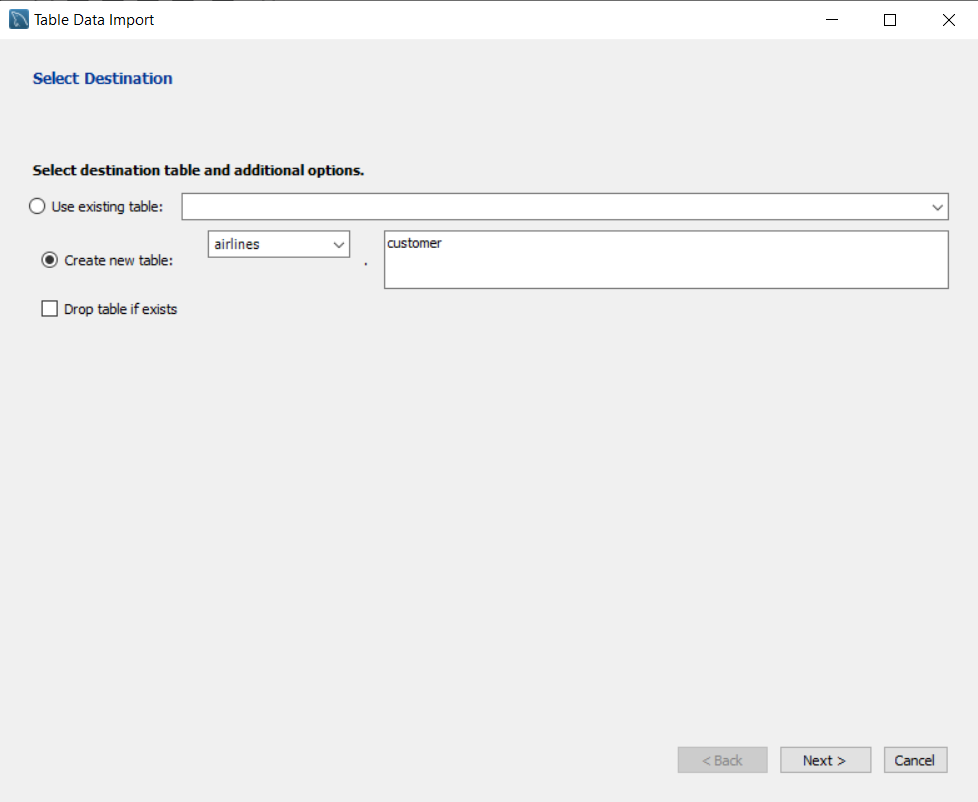 Table Data Import
Select Destination
Select destination table and additional options.
Use existing table:
Create new table: airlines . customer
Drop table if exists
< Back Next > Cancel